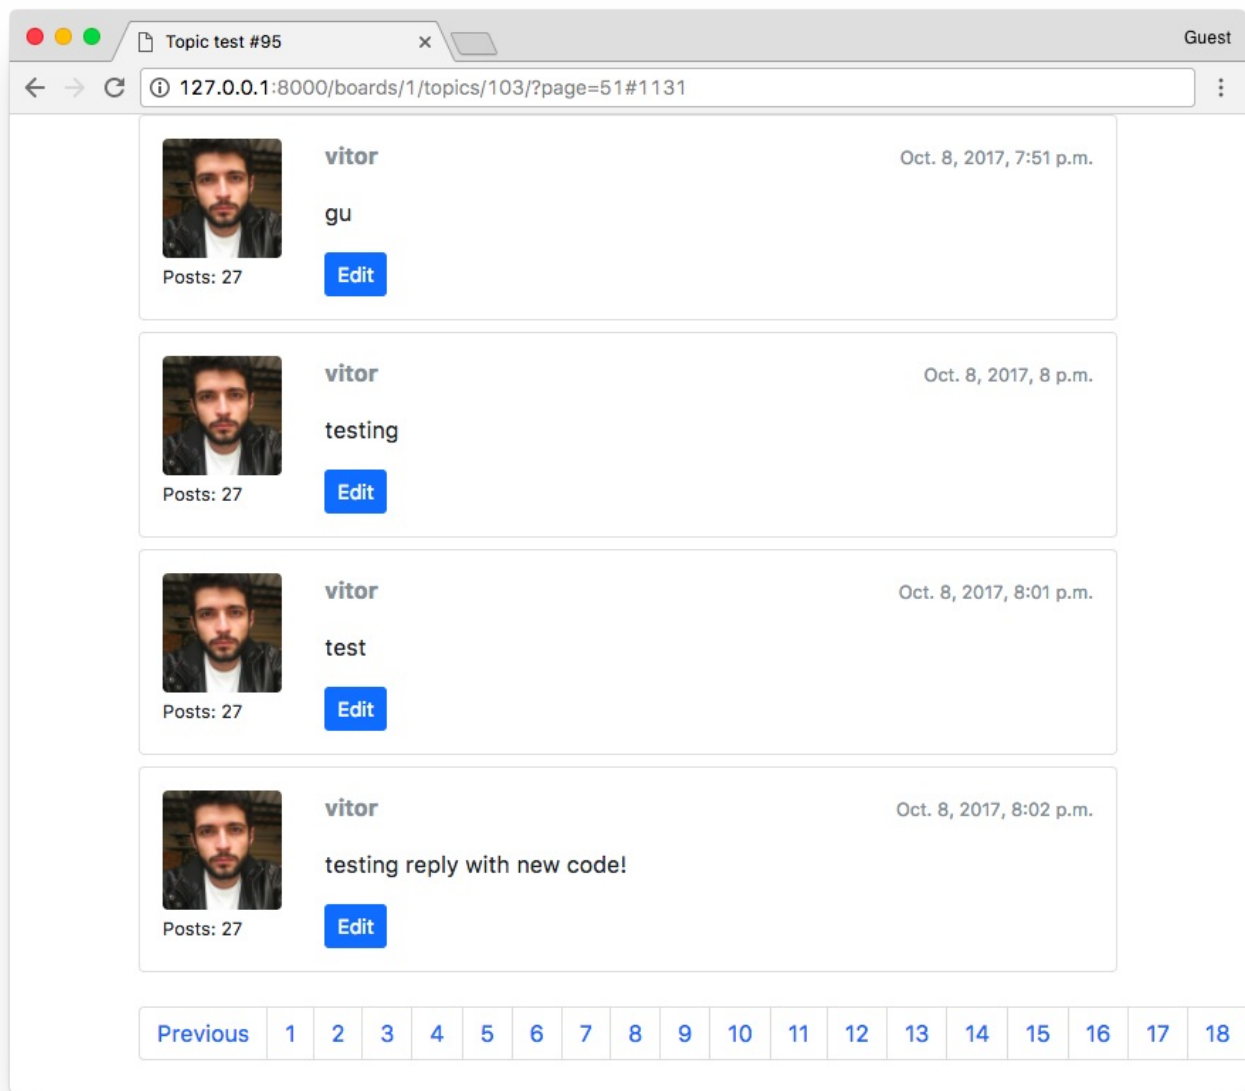 Topic test #95
Guest
127.0.0.1:8000/boards/1/topics/103/?page=51#1131
vitor Oct. 8, 2017, 7:51 p.m.
gu
Edit
Posts: 27
vitor Oct. 8, 2017, 8 p.m.
testing
Edit
Posts: 27
vitor Oct. 8, 2017, 8:01 p.m.
test
Edit
Posts: 27
vitor Oct. 8, 2017, 8:02 p.m.
testing reply with new code!
Edit
Posts: 27
Previous 1 2 3 4 5 6 7 8 9 10 11 12 13 14 15 16 17 18